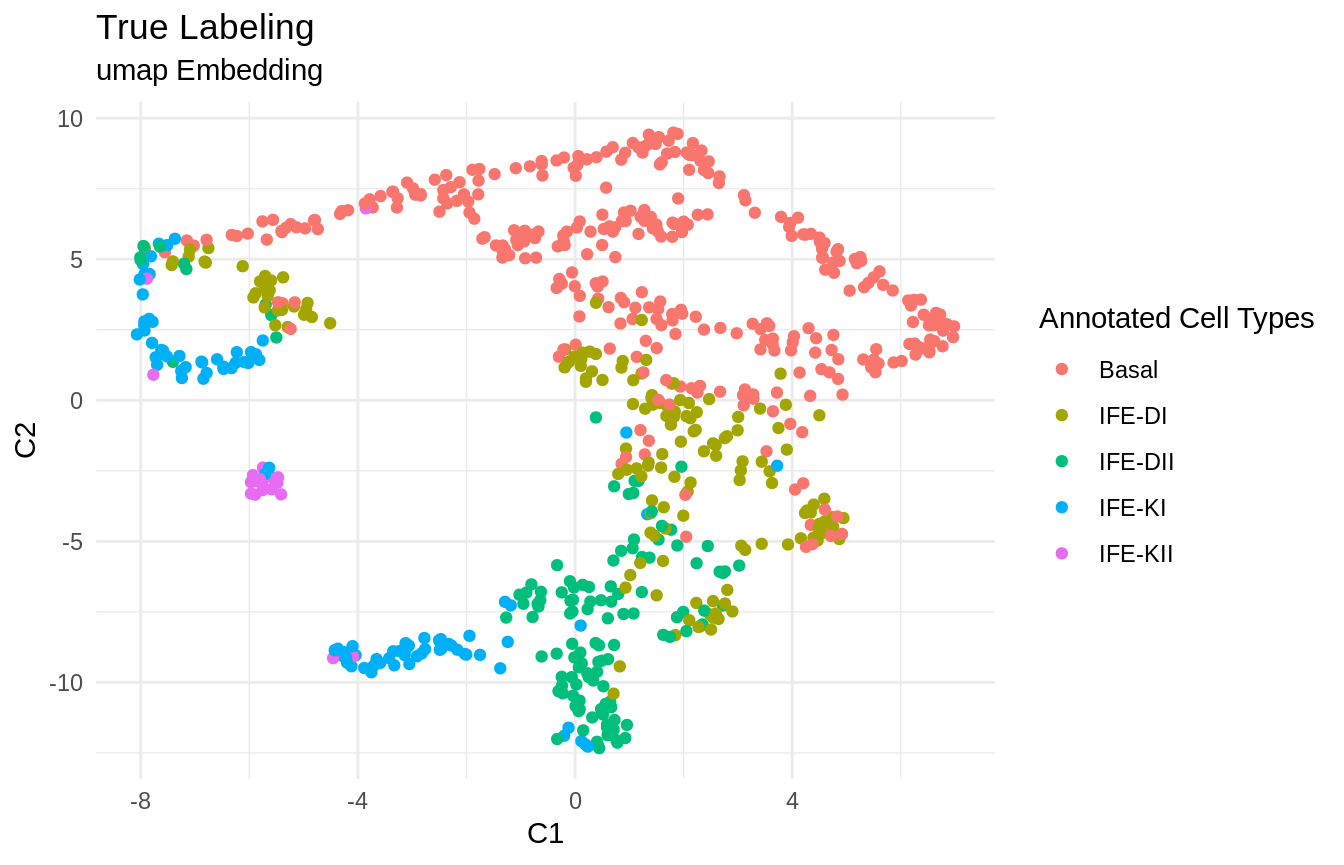 True Labeling
umap Embedding
10
5
0
-5
-10
C2
-8
-4
0
4
C1
Annotated Cell Types
Basal
IFE-DI
IFE-DII
IFE-KI
IFE-KII